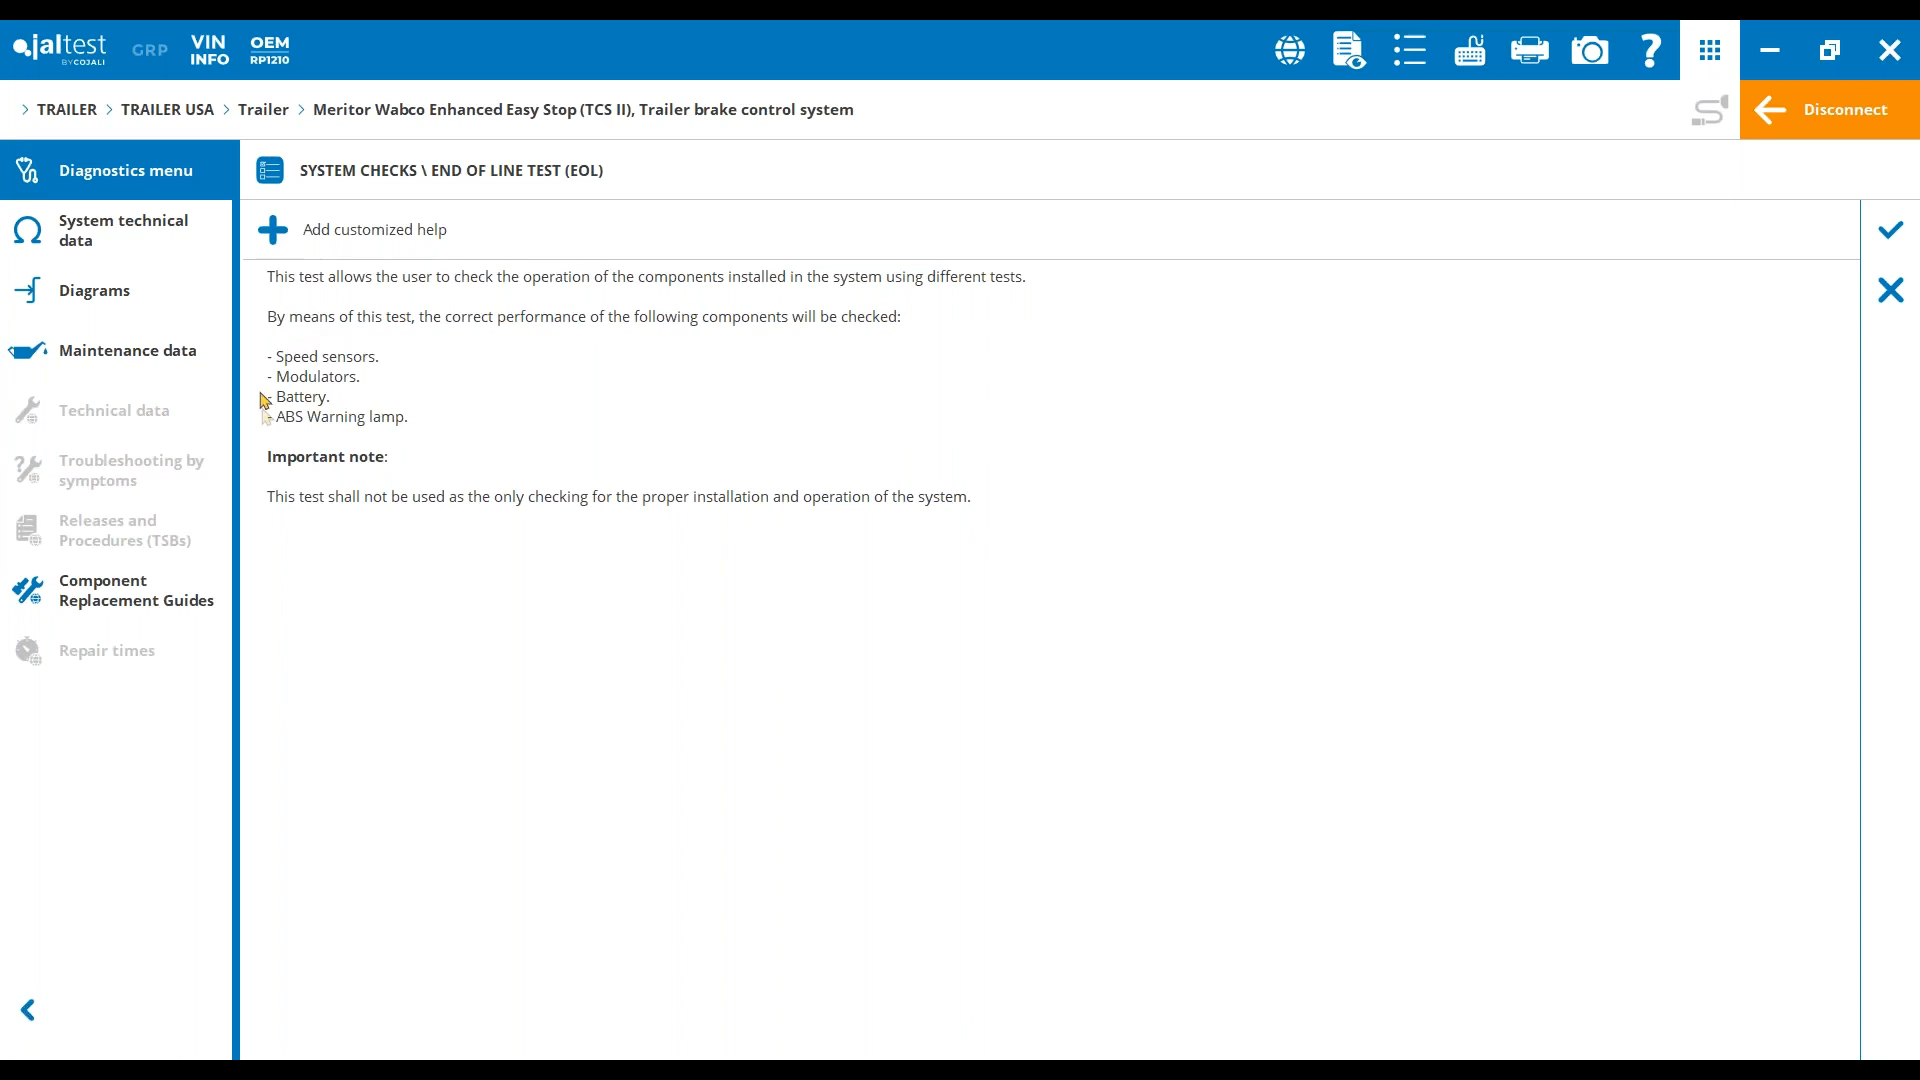 jaltest
BY COJALI
GRP
VIN
INFO
OEM
RP1210
?
> TRAILER > TRAILER USA > Trailer > Meritor Wabco Enhanced Easy Stop (TCS II), Trailer brake control system
Disconnect
Diagnostics menu
SYSTEM CHECKS \ END OF LINE TEST (EOL)
System technical
data
Diagrams
Maintenance data
Technical data
Troubleshooting by
symptoms
Releases and
Procedures (TSBs)
Component
Replacement Guides
Repair times
Add customized help
This test allows the user to check the operation of the components installed in the system using different tests.
By means of this test, the correct performance of the following components will be checked:
- Speed sensors.
- Modulators.
- Battery.
- ABS Warning lamp.
Important note:
This test shall not be used as the only checking for the proper installation and operation of the system.